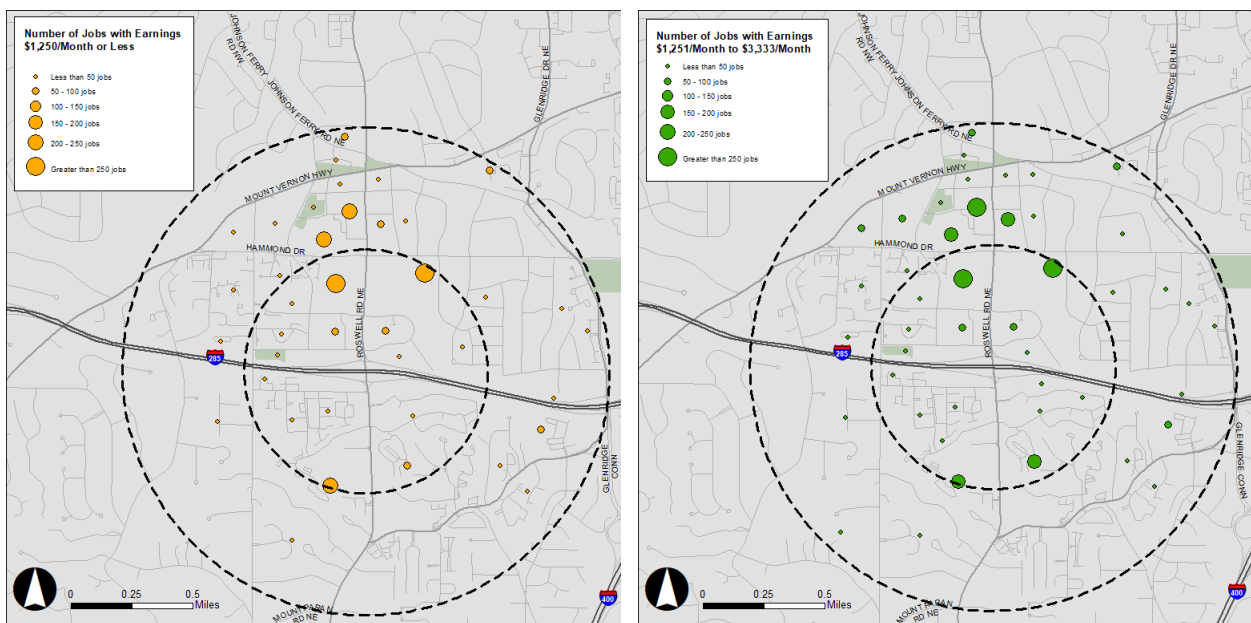 Number of Jobs with Earnings
$1,250/Month or Less
Less than 50 jobs
50 - 100 jobs
100 - 150 jobs
150 - 200 jobs
200 - 250 jobs
Greater than 250 jobs
JOHNSON FERRY
RD NW
JOHNSON FERRY RD NE
GLENRIDGE DR NE
MOUNT VERNON HWY
HAMMOND DR
ROSWELL RD NE
285
GLENRIDGE
CONN
MOUNT PARAN
RD NE
400
0 0.25 0.5
Miles
Number of Jobs with Earnings
$1,251/Month to $3,333/Month
Less than 50 jobs
50 - 100 jobs
100 - 150 jobs
150 - 200 jobs
200 - 250 jobs
Greater than 250 jobs
JOHNSON FERRY
RD NW
JOHNSON FERRY RD NE
GLENRIDGE DR NE
MOUNT VERNON HWY
HAMMOND DR
ROSWELL RD NE
285
GLENRIDGE CONN
MOUNT PARAN
RD NE
400
0 0.25 0.5
Miles